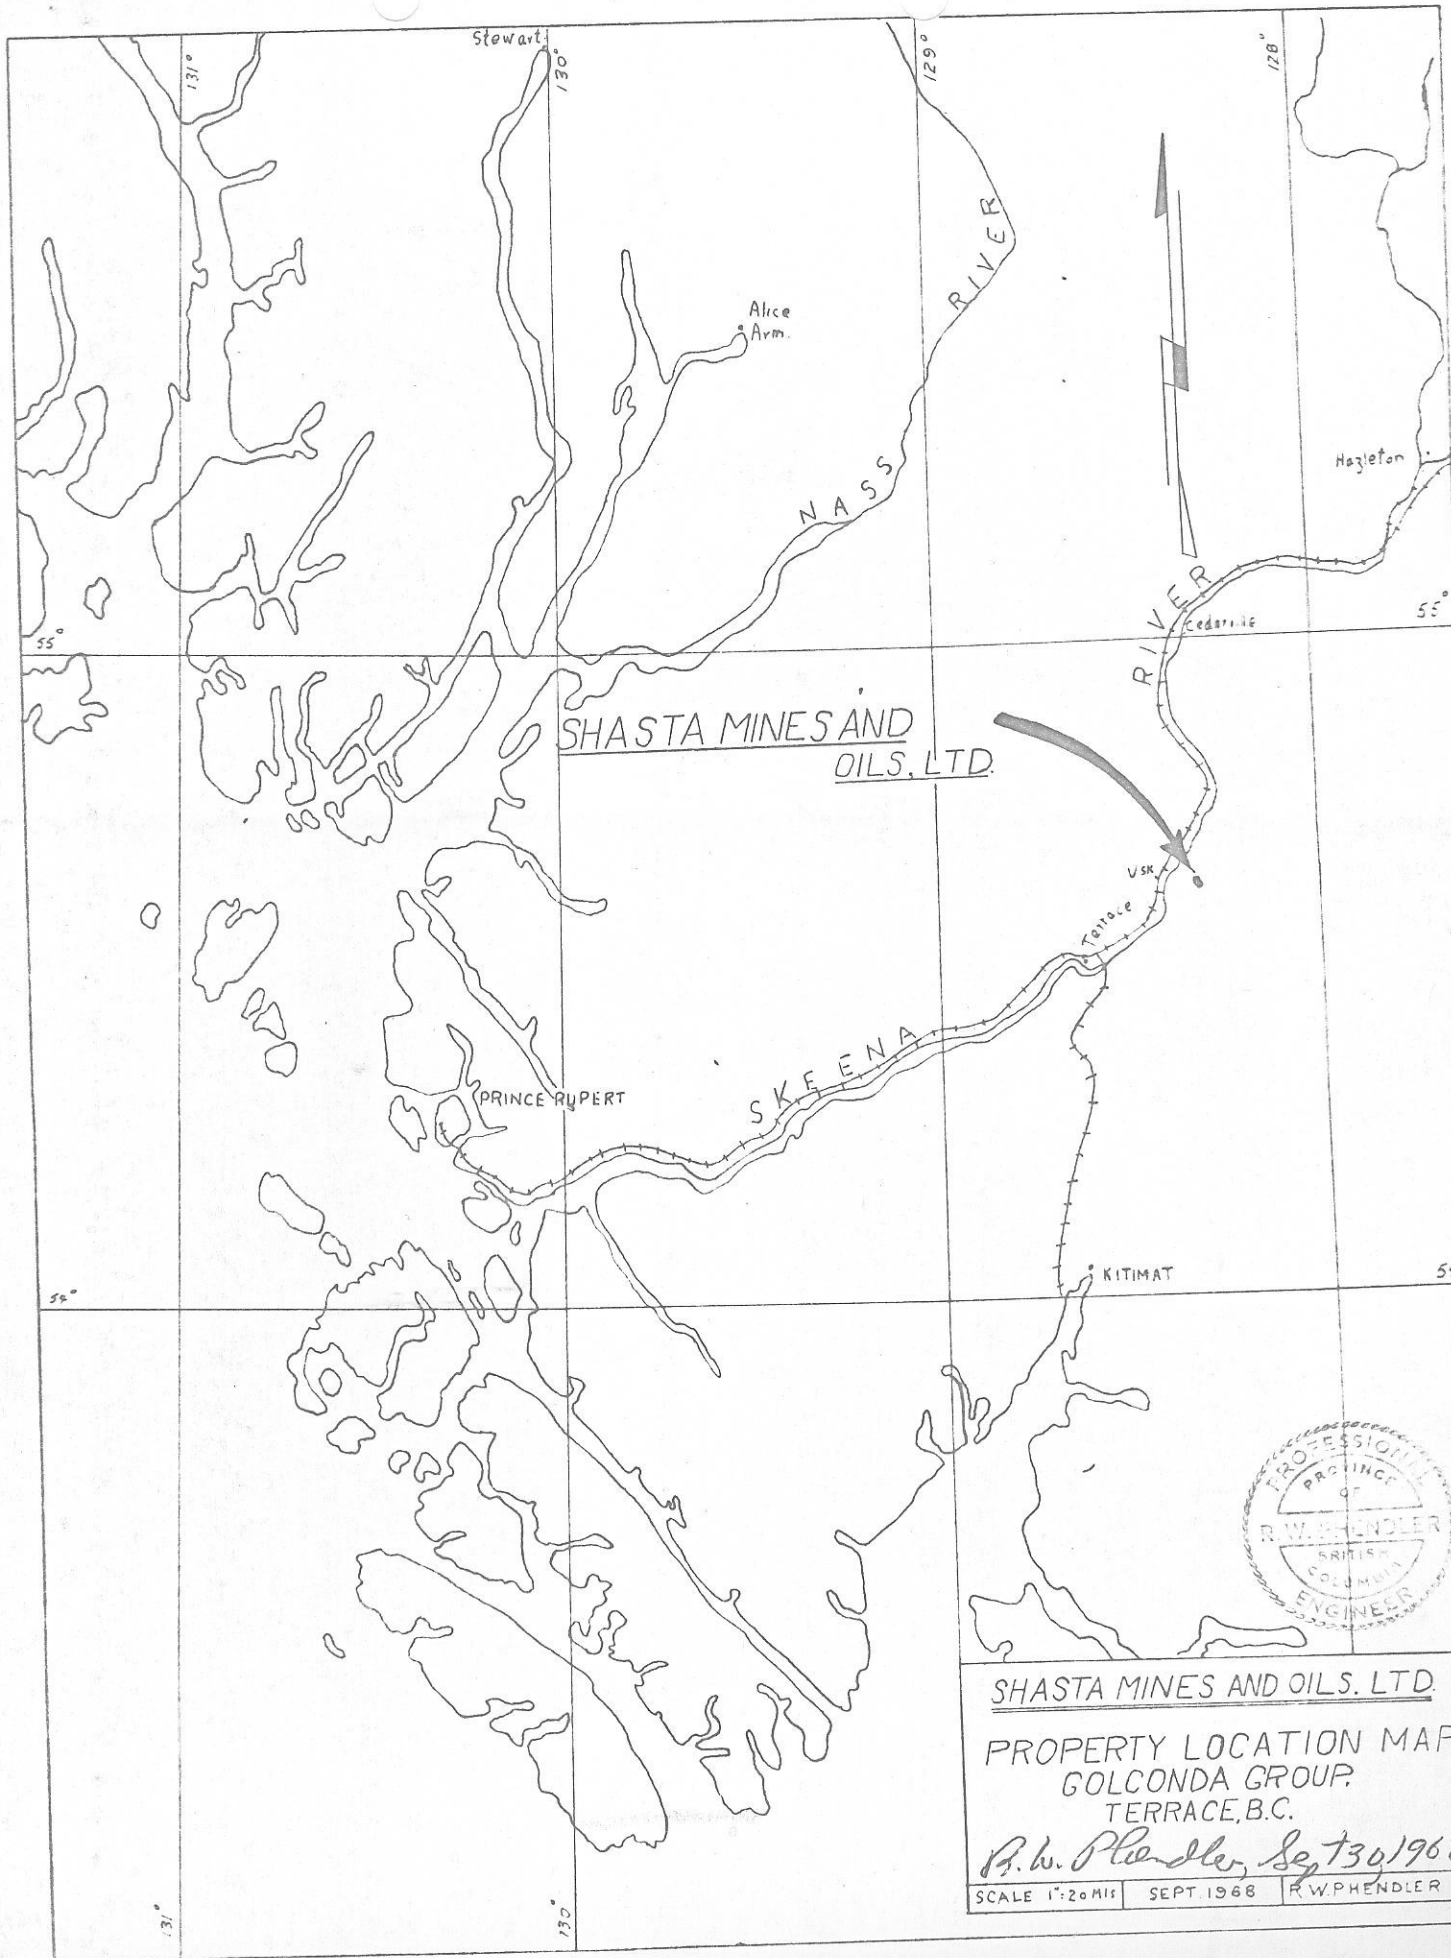 Stewart
131°
130°
129°
128°
NASS RIVER
Alice
Arm.
Hazleton
SKEENA RIVER
Cedarville
55°
55°
SHASTA MINES AND
OILS, LTD.
Usk
Terrace
PRINCE RUPERT
KITIMAT
54°
PROFESSIONAL
PROVINCE
OF
R.W. PHENDLER
BRITISH
COLUMBIA
ENGINEER
SHASTA MINES AND OILS. LTD.
PROPERTY LOCATION MAP
GOLCONDA GROUP.
TERRACE, B.C.
R.W. Phendler, Sept 30, 196
SCALE 1":20 MIS
SEPT. 1968
R.W. PHENDLER
131°
130°